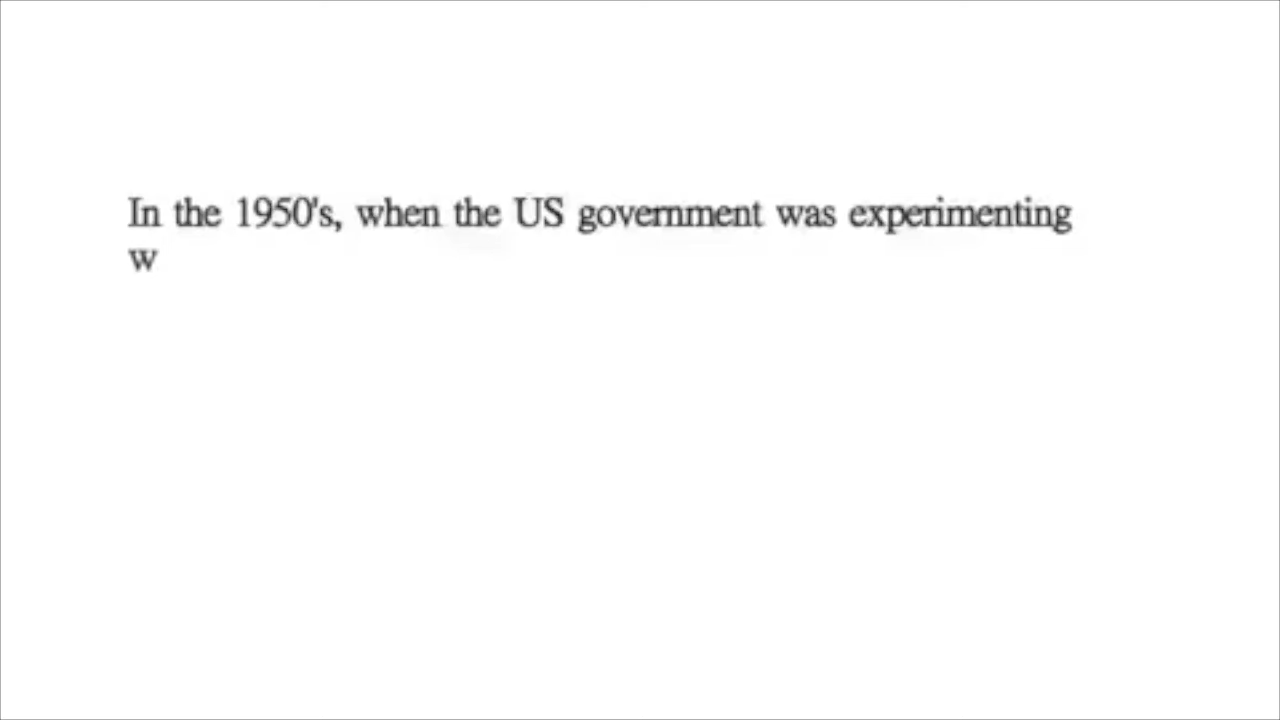 In the 1950's, when the US government was experimenting
w